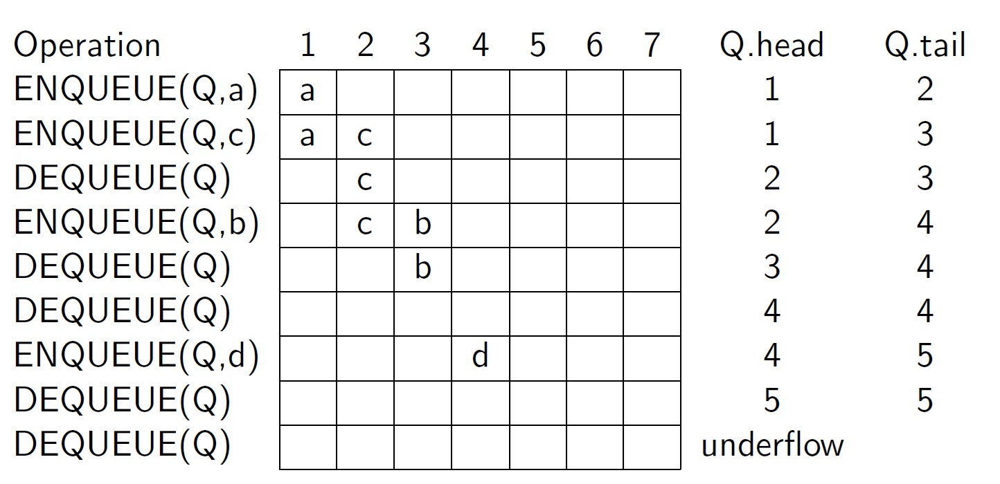 Operation 1 2 3 4 5 6 7 Q.head Q.tail
ENQUEUE(Q,a) a 1 2
ENQUEUE(Q,c) a c 1 3
DEQUEUE(Q) c 2 3
ENQUEUE(Q,b) c b 2 4
DEQUEUE(Q) b 3 4
DEQUEUE(Q) 4 4
ENQUEUE(Q,d) d 4 5
DEQUEUE(Q) 5 5
DEQUEUE(Q) underflow